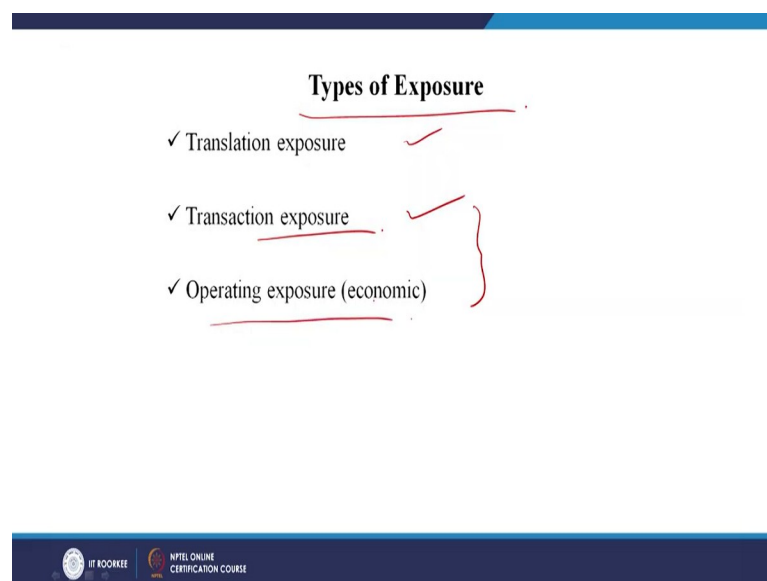 Types of Exposure
✓ Translation exposure
✓ Transaction exposure
✓ Operating exposure (economic)
IIT ROORKEE
NPTEL ONLINE
CERTIFICATION COURSE